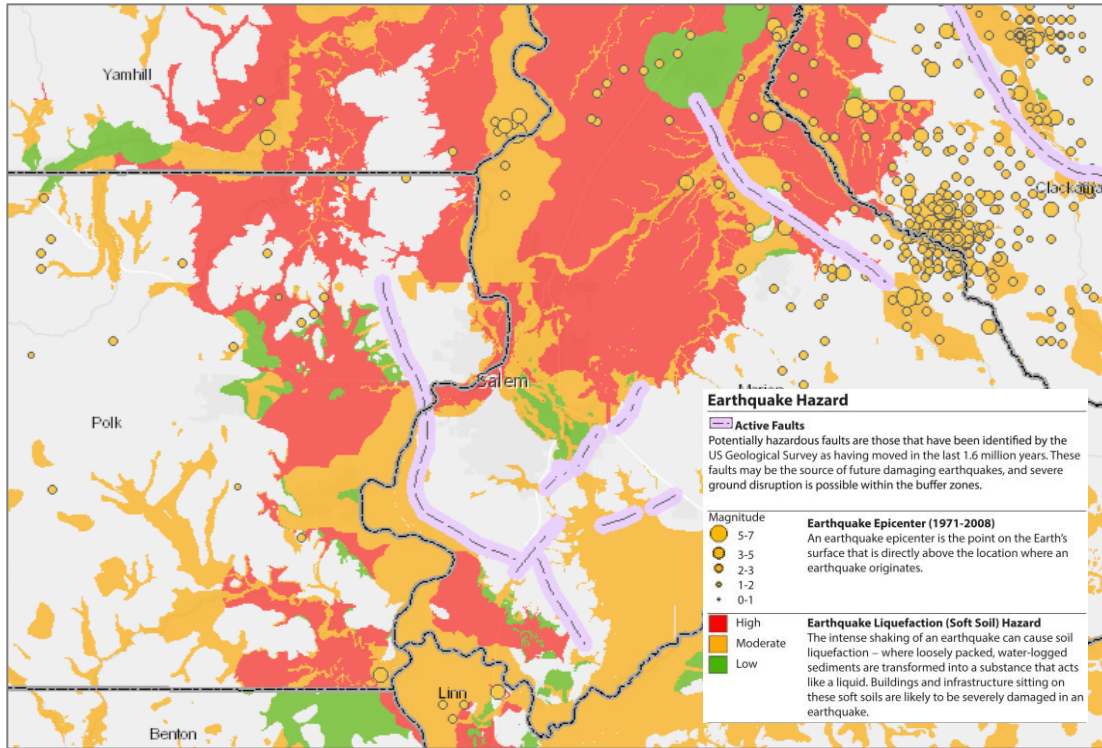 Yamhill
Clackama
Salem
Marion
Polk
Linn
Benton
Earthquake Hazard
Active Faults
Potentially hazardous faults are those that have been identified by the
US Geological Survey as having moved in the last 1.6 million years. These
faults may be the source of future damaging earthquakes, and severe
ground disruption is possible within the buffer zones.
Magnitude
5-7
3-5
2-3
1-2
0-1
Earthquake Epicenter (1971-2008)
An earthquake epicenter is the point on the Earth's
surface that is directly above the location where an
earthquake originates.
High
Moderate
Low
Earthquake Liquefaction (Soft Soil) Hazard
The intense shaking of an earthquake can cause soil
liquefaction – where loosely packed, water-logged
sediments are transformed into a substance that acts
like a liquid. Buildings and infrastructure sitting on
these soft soils are likely to be severely damaged in an
earthquake.